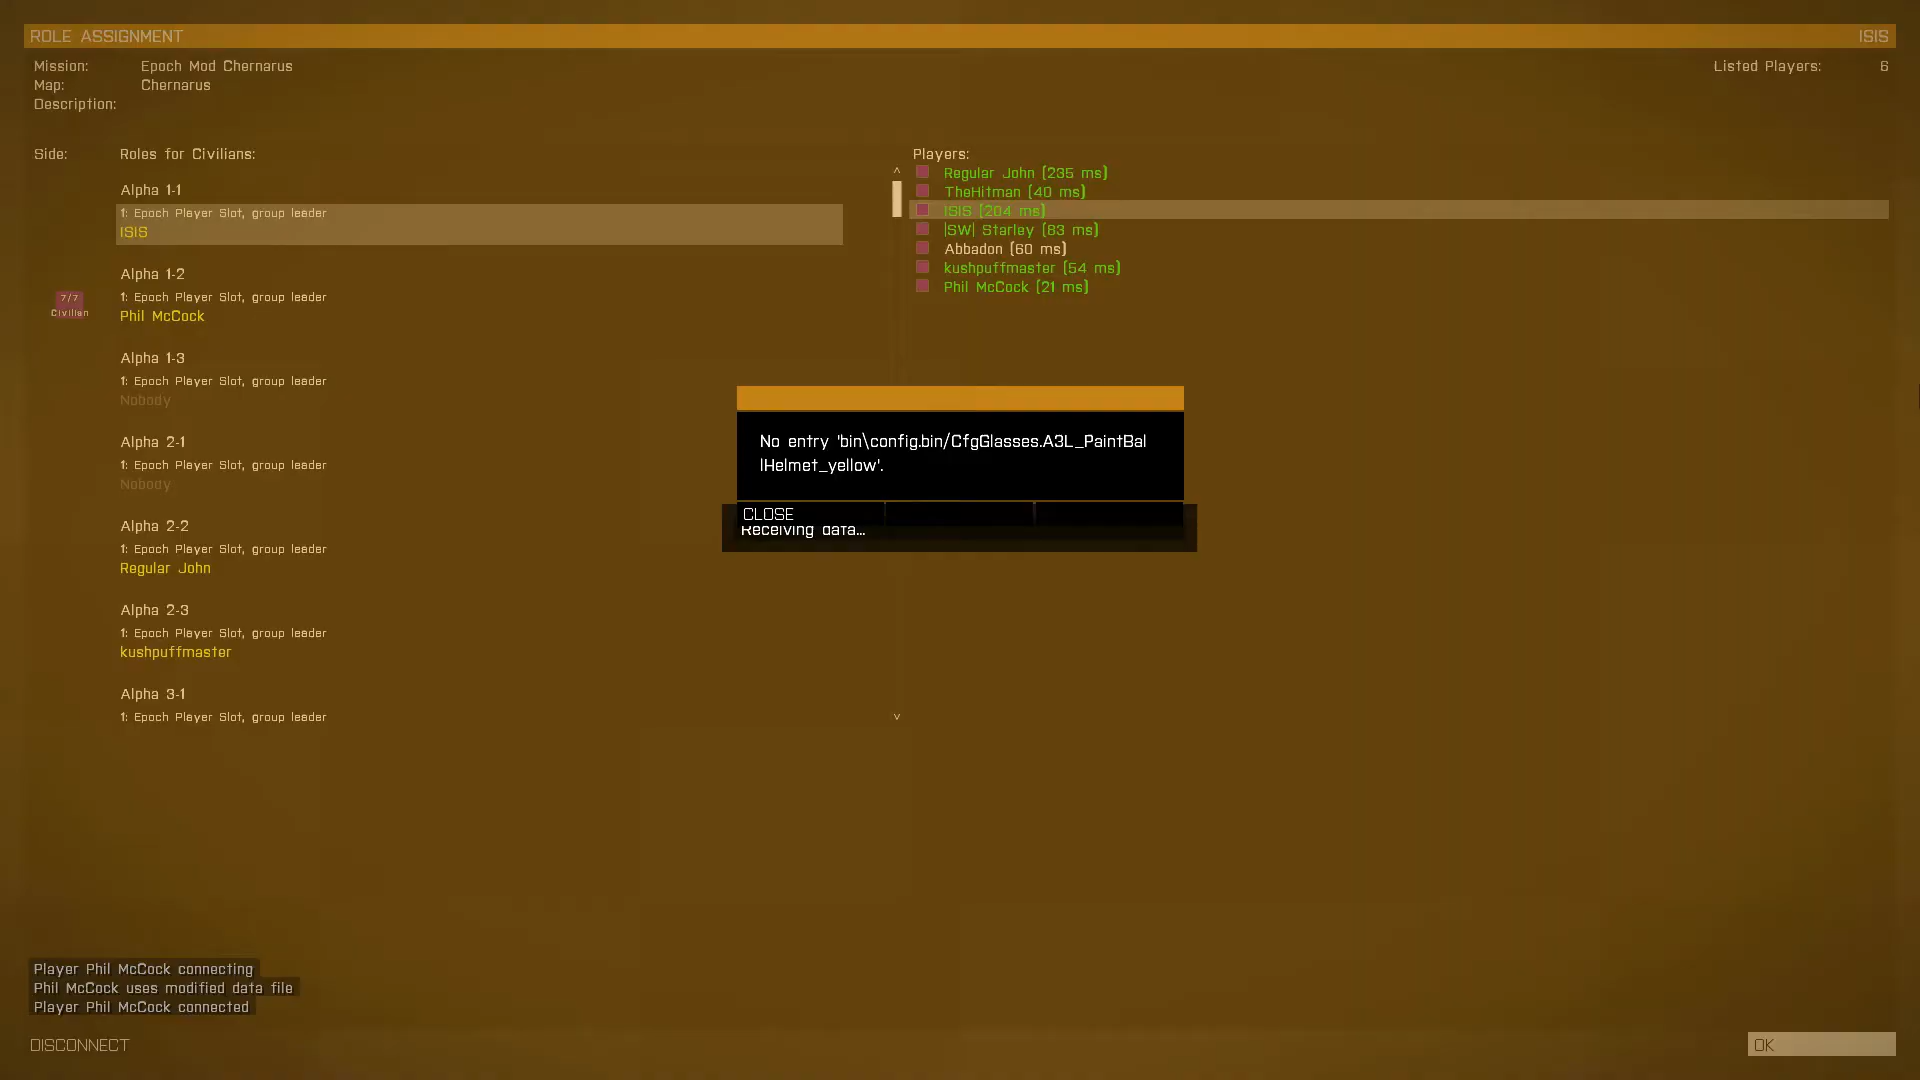 ROLE ASSIGNMENT ISIS
Mission: Epoch Mod Chernarus Listed Players: 6
Map: Chernarus
Description:
Side: Roles for Civilians: Players:
Alpha 1-1
1: Epoch Player Slot, group leader
ISIS
Alpha 1-2
1: Epoch Player Slot, group leader
Phil McCock
7/7
Civilian
Alpha 1-3
1: Epoch Player Slot, group leader
Nobody
Alpha 2-1
1: Epoch Player Slot, group leader
Nobody
Alpha 2-2
1: Epoch Player Slot, group leader
Regular John
Alpha 2-3
1: Epoch Player Slot, group leader
kushpuffmaster
Alpha 3-1
1: Epoch Player Slot, group leader
Regular John (235 ms)
TheHitman (40 ms)
ISIS (204 ms)
|SW| Starley (83 ms)
Abbadon (60 ms)
kushpuffmaster (54 ms)
Phil McCock (21 ms)
No entry 'bin\config.bin/CfgGlasses.A3L_PaintBal
lHelmet_yellow'.
CLOSE
Receiving data...
Player Phil McCock connecting
Phil McCock uses modified data file
Player Phil McCock connected
DISCONNECT OK